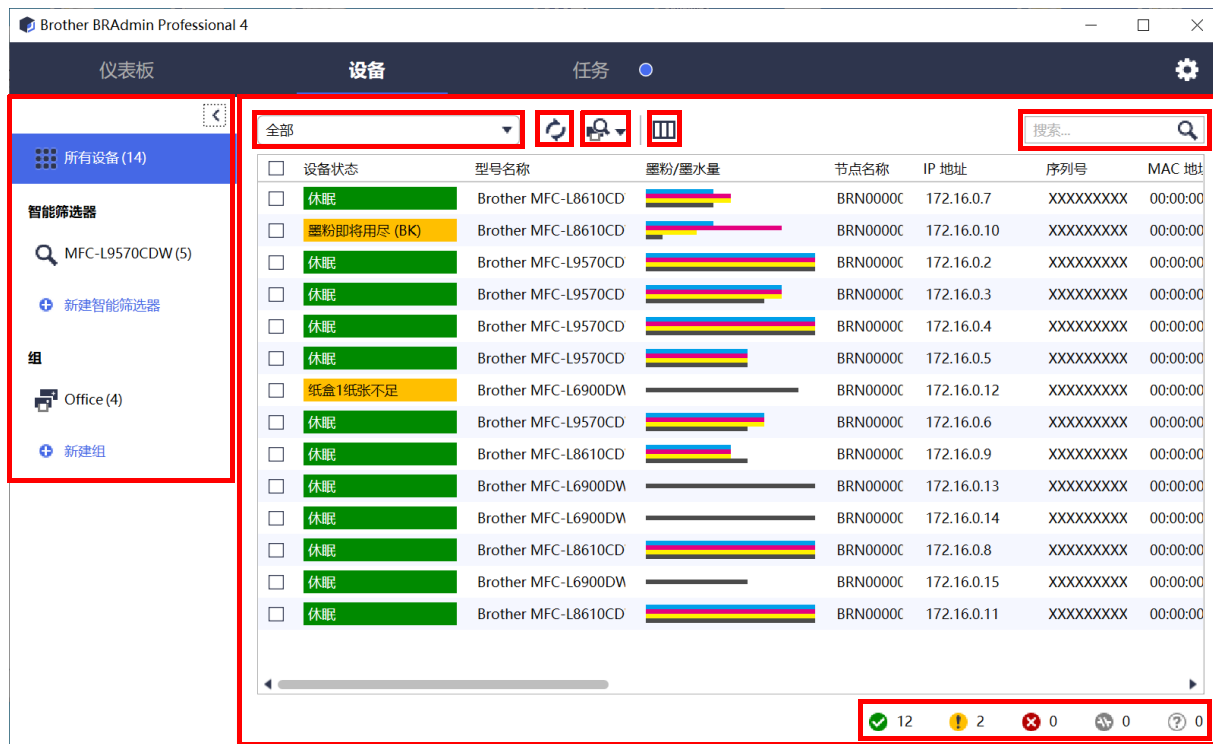 Brother BRAdmin Professional 4
仪表板 设备 任务
全部 搜索...
所有设备 (14)
智能筛选器
MFC-L9570CDW (5)
新建智能筛选器
组
Office (4)
新建组
设备状态 型号名称 墨粉/墨水量 节点名称 IP 地址 序列号 MAC
休眠 Brother MFC-L8610CD BRN00000 172.16.0.7 XXXXXXXXX 00:00:00
墨粉即将用尽 (BK) Brother MFC-L8610CD BRN00000 172.16.0.10 XXXXXXXXX 00:00:00
休眠 Brother MFC-L9570CD BRN00000 172.16.0.2 XXXXXXXXX 00:00:00
休眠 Brother MFC-L9570CD BRN00000 172.16.0.3 XXXXXXXXX 00:00:00
休眠 Brother MFC-L9570CD BRN00000 172.16.0.4 XXXXXXXXX 00:00:00
休眠 Brother MFC-L9570CD BRN00000 172.16.0.5 XXXXXXXXX 00:00:00
纸盒1纸张不足 Brother MFC-L6900DW BRN00000 172.16.0.12 XXXXXXXXX 00:00:00
休眠 Brother MFC-L9570CD BRN00000 172.16.0.6 XXXXXXXXX 00:00:00
休眠 Brother MFC-L8610CD BRN00000 172.16.0.9 XXXXXXXXX 00:00:00
休眠 Brother MFC-L6900DW BRN00000 172.16.0.13 XXXXXXXXX 00:00:00
休眠 Brother MFC-L6900DW BRN00000 172.16.0.14 XXXXXXXXX 00:00:00
休眠 Brother MFC-L8610CD BRN00000 172.16.0.8 XXXXXXXXX 00:00:00
休眠 Brother MFC-L6900DW BRN00000 172.16.0.15 XXXXXXXXX 00:00:00
休眠 Brother MFC-L8610CD BRN00000 172.16.0.11 XXXXXXXXX 00:00:00
12 2 0 0 0